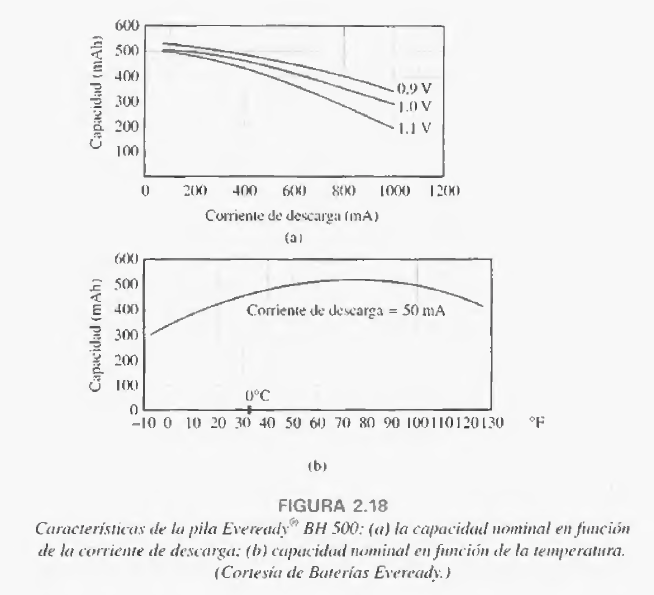 600
500
400
300
200
100
Capacidad (mAh)
0.9 V
1.0 V
1.1 V
0 200 400 600 800 1000 1200
Corriente de descarga (mA)
(a)
600
500
400
300
200
100
0
Capacidad (mAh)
Corriente de descarga = 50 mA
0°C
–10 0 10 20 30 40 50 60 70 80 90 100 110 120 130 °F
(b)
FIGURA 2.18
Características de la pila Eveready® BH 500: (a) la capacidad nominal en función
de la corriente de descarga; (b) capacidad nominal en función de la temperatura.
(Cortesía de Baterías Eveready.)